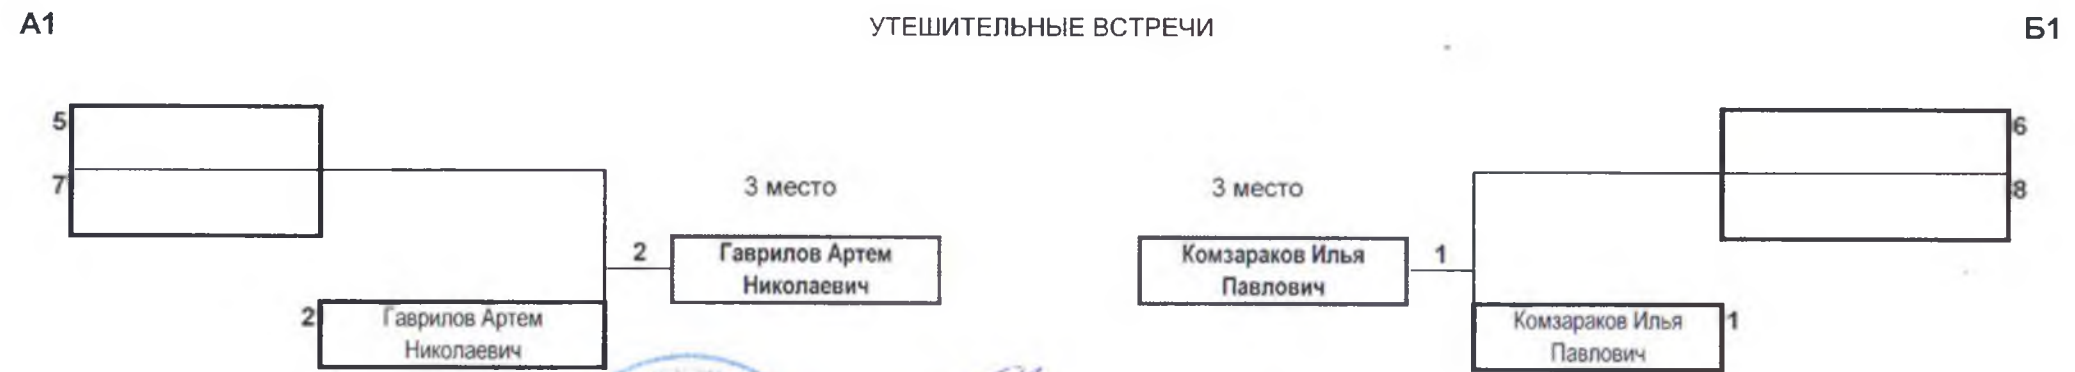 А1
УТЕШИТЕЛЬНЫЕ ВСТРЕЧИ
Б1
5
7
3 место
2
Гаврилов Артем
Николаевич
2
Гаврилов Артем
Николаевич
3 место
Комзараков Илья
Павлович
1
6
8
Комзараков Илья
Павлович
1